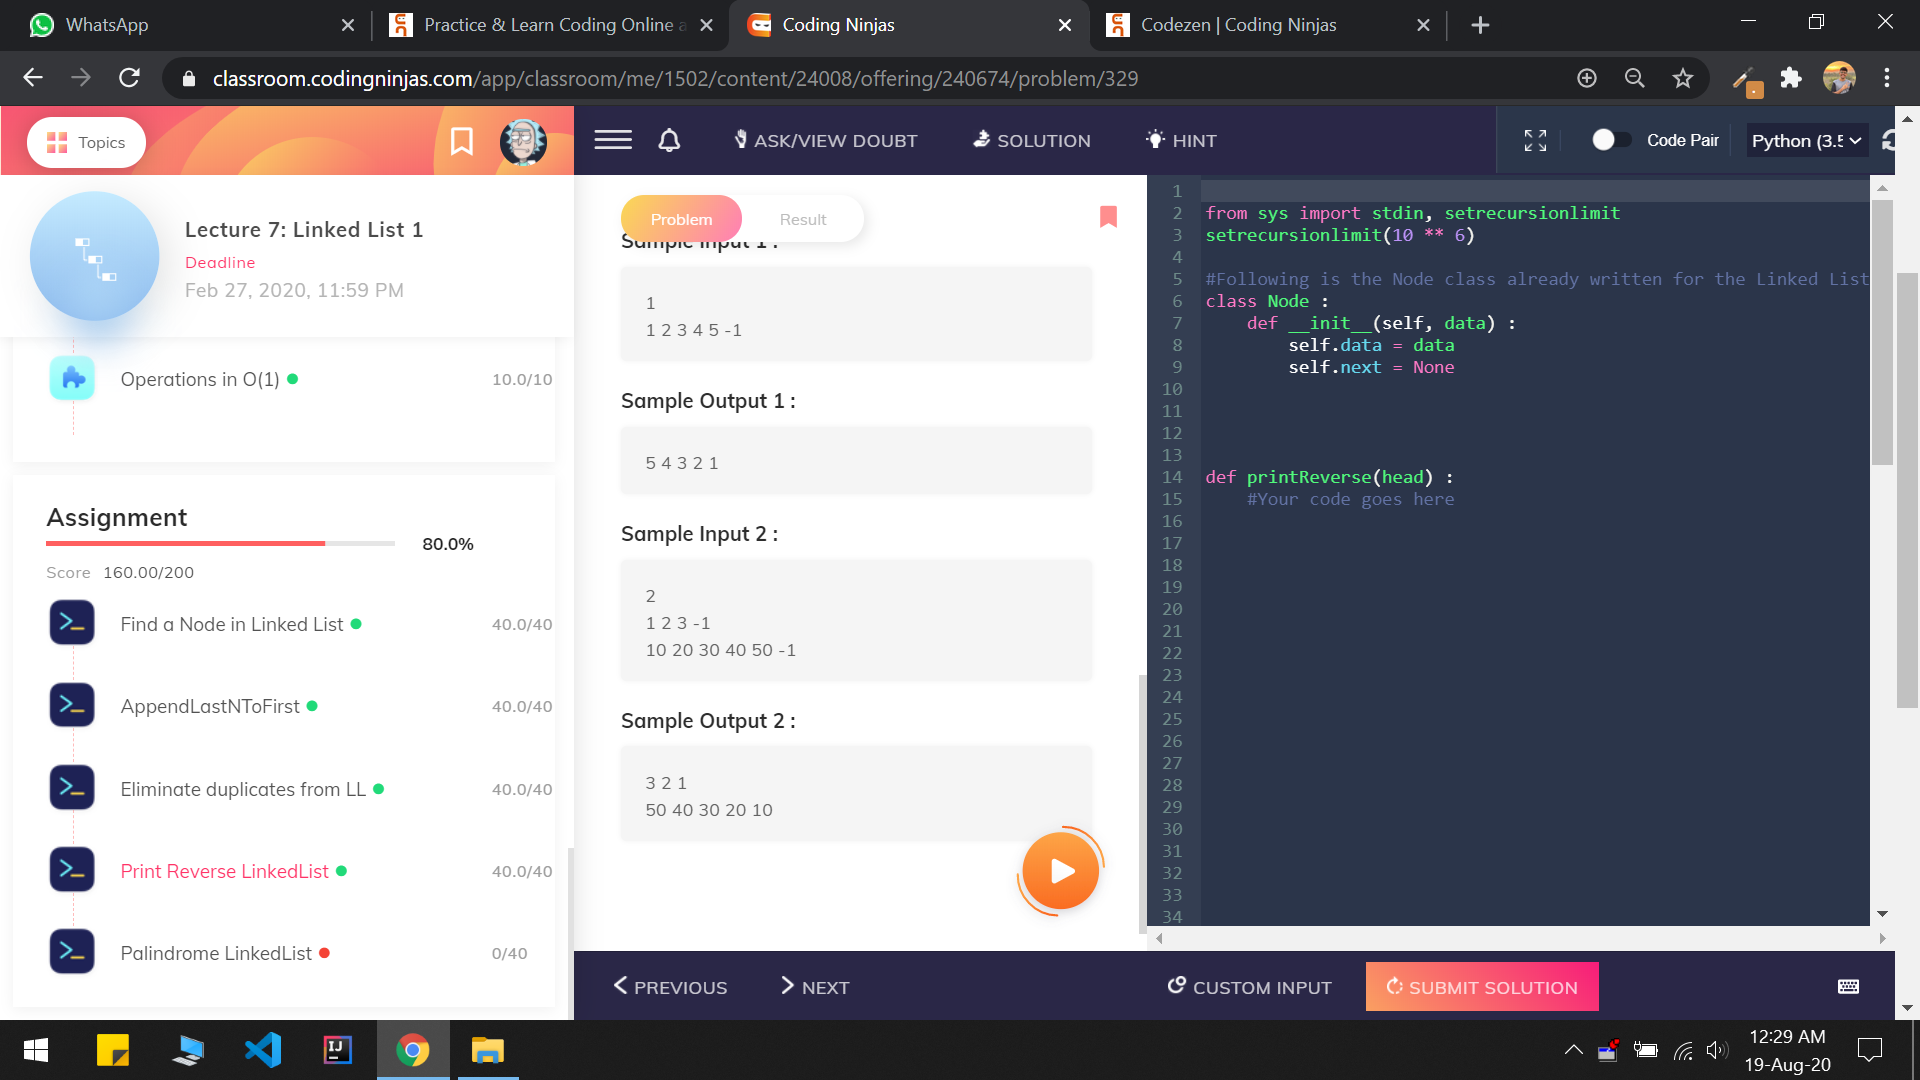 WhatsApp
Practice & Learn Coding Online a
Coding Ninjas
Codezen | Coding Ninjas
classroom.codingninjas.com/app/classroom/me/1502/content/24008/offering/240674/problem/329
Topics
Lecture 7: Linked List 1
Deadline
Feb 27, 2020, 11:59 PM
Operations in O(1)
10.0/10
Assignment
80.0%
Score 160.00/200
Find a Node in Linked List
40.0/40
AppendLastNToFirst
40.0/40
Eliminate duplicates from LL
40.0/40
Print Reverse LinkedList
40.0/40
Palindrome LinkedList
0/40
ASK/VIEW DOUBT
SOLUTION
HINT
Code Pair
Python (3.5
Problem
Result
Sample Input 1 :
1
1 2 3 4 5 -1
Sample Output 1 :
5 4 3 2 1
Sample Input 2 :
2
1 2 3 -1
10 20 30 40 50 -1
Sample Output 2 :
3 2 1
50 40 30 20 10
1
2 from sys import stdin, setrecursionlimit
3 setrecursionlimit(10 ** 6)
4
5 #Following is the Node class already written for the Linked List
6 class Node :
7 def __init__(self, data) :
8 self.data = data
9 self.next = None
10
11
12
13
14 def printReverse(head) :
15 #Your code goes here
16
17
18
19
20
21
22
23
24
25
26
27
28
29
30
31
32
33
34
PREVIOUS
NEXT
CUSTOM INPUT
SUBMIT SOLUTION
IJ
12:29 AM
19-Aug-20